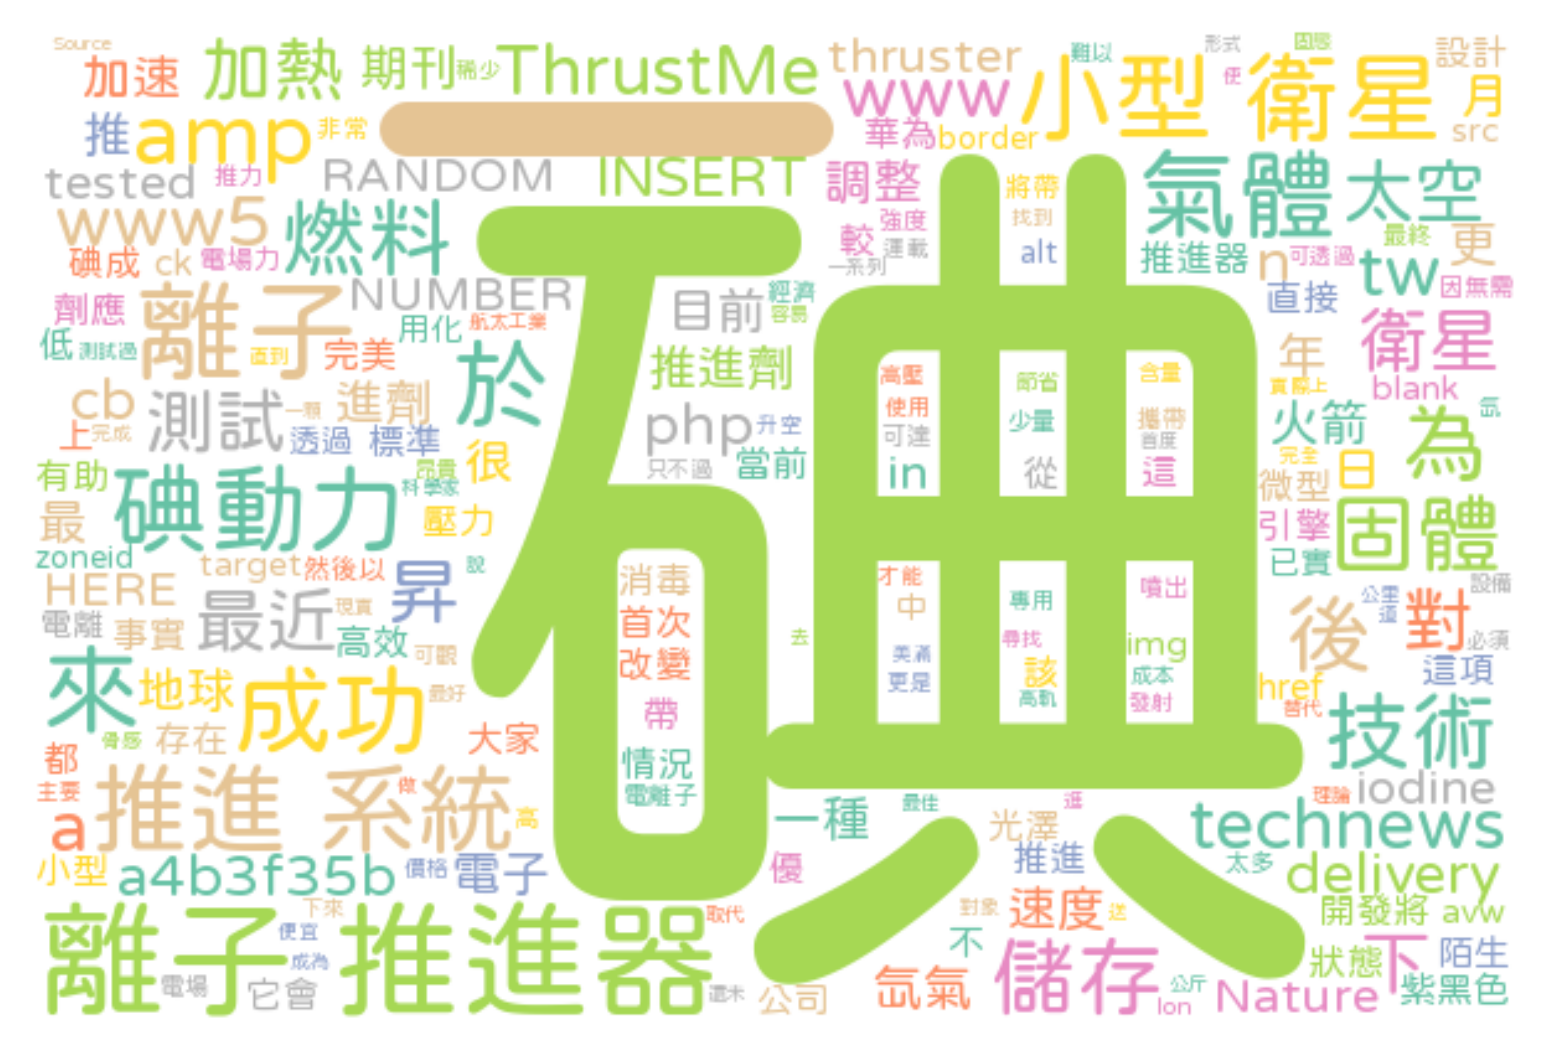 Source
加速
加熱
期刊
稀少
ThrustMe
thruster
難以
形式
固態
設計
便
www
小型
衛星
月
推
amp
非常
一
華為
border
src
tested
推力
RANDOM
INSERT
調整
將帶
氣體
太空
www5
燃料
較
強度
找到
運載
一系列
alt
推進器
最終
更
碘成
ck
電場力
n
可透過
tw
因無需
劑應
離子
NUMBER
目前
經濟
容易
直接
低
測試過
直到
用化
航太工業
完美
於
推進劑
年
衛星
cb
測試
一顆
進劑
php
升空
高壓
節省
含量
真際上
blank
上
完成
透過
標準
使用
少量
攜帶
火箭
為
氙
可達
首度
有助
碘動力
昂貴
很
只不過
當前
in
從
這
完全
微型
日
科學家
最
壓力
引擎
固體
zoneid
HERE
target
然後以
昇
說
消毒
才能
專用
噴出
已實
設備
電離
事實
最近
現實
高效
可觀
首次
中
尋找
img
後
公里
道
對
必須
去
改變
美滿
該
成本
這項
來
地球
成功
最好
更是
高軌
發射
href
替代
技術
都
骨感
存在
大家
帶
碘
主要
推進
系統
做
情況
電離子
理論
iodine
a
高
一種
最佳
光澤
逛
technews
小型
a4b3f35b
價格
電子
優
推進
太多
delivery
離子
推進器
下來
便宜
成為
取代
對象
速度
送
開發將
avw
電場
它會
還未
公司
不
氙氣
儲存
公斤
lon
Nature
狀態
下
陌生
紫黑色